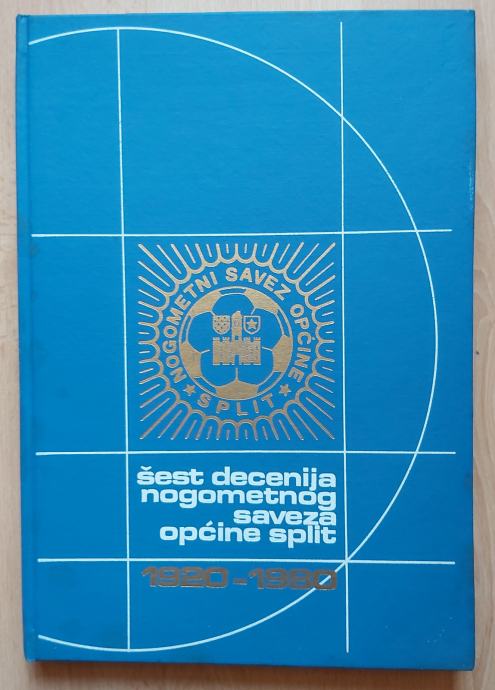 NOGOMETNI SAVEZ OPĆINE
★ SPLIT ★
šest decenija
nogometnog
saveza
općine split
1920-1980